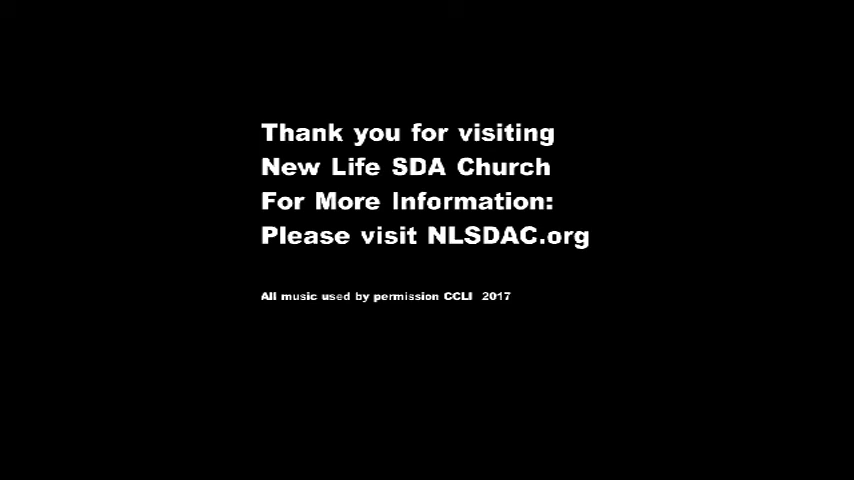 Thank you for visiting
New Life SDA Church
For More Information:
Please visit NLSDAC.org
All music used by permission CCLI 2017